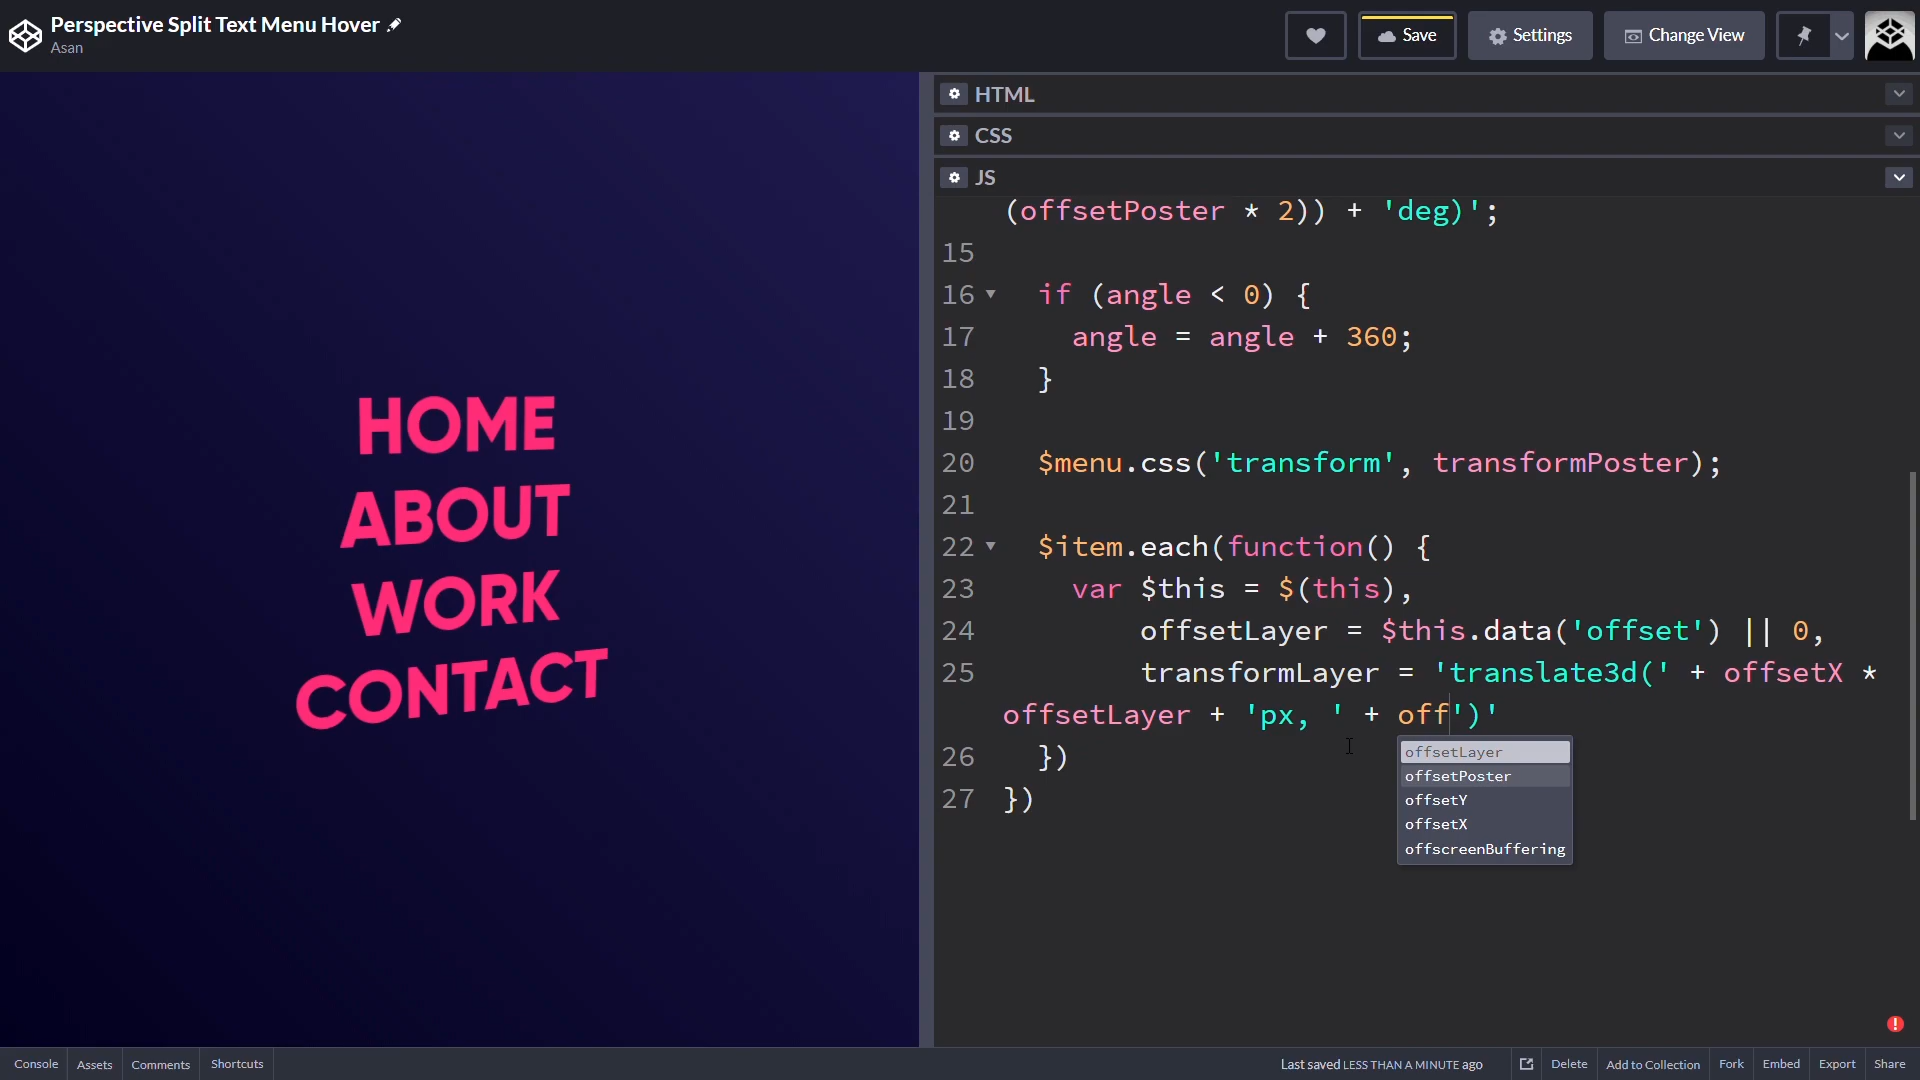 Perspective Split Text Menu Hover
Asan
Save
Settings
Change View
HTML
CSS
JS
HOME
ABOUT
WORK
CONTACT
(offsetPoster * 2)) + 'deg)';
15
16 if (angle < 0) {
17 angle = angle + 360;
18 }
19
20 $menu.css('transform', transformPoster);
21
22 $item.each(function() {
23 var $this = $(this),
24 offsetLayer = $this.data('offset') || 0,
25 transformLayer = 'translate3d(' + offsetX *
offsetLayer + 'px, ' + off')'
26 })
27 })
offsetLayer
offsetPoster
offsetY
offsetX
offscreenBuffering
Console Assets Comments Shortcuts
Last saved LESS THAN A MINUTE ago
Delete Add to Collection Fork Embed Export Share